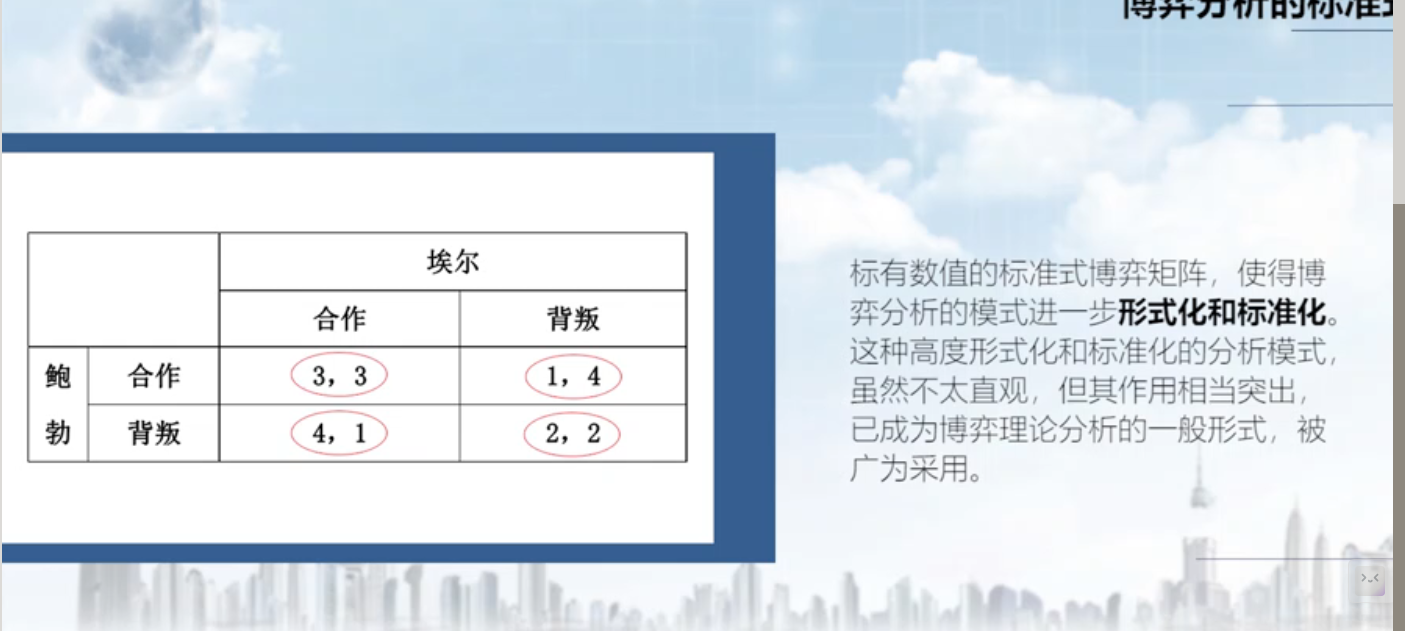 博弈分析的标准
埃尔
合作 背叛
鲍 合作 3，3 1，4
勃 背叛 4，1 2，2
标有数值的标准式博弈矩阵，使得博
弈分析的模式进一步形式化和标准化。
这种高度形式化和标准化的分析模式，
虽然不太直观，但其作用相当突出，
已成为博弈理论分析的一般形式，被
广为采用。